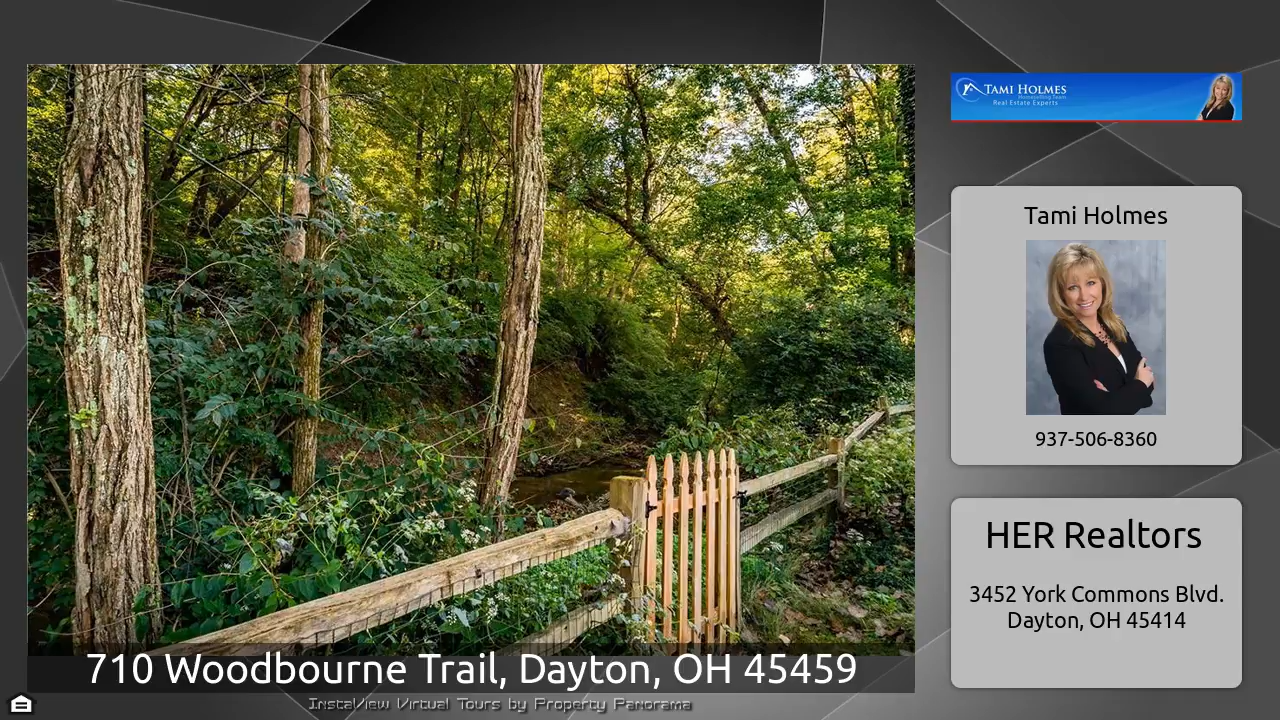 710 Woodbourne Trail, Dayton, OH 45459
InstaView Virtual Tours by Property Panorama
TAMI HOLMES
Real Estate Experts
Tami Holmes
937-506-8360
HER Realtors
3452 York Commons Blvd.
Dayton, OH 45414